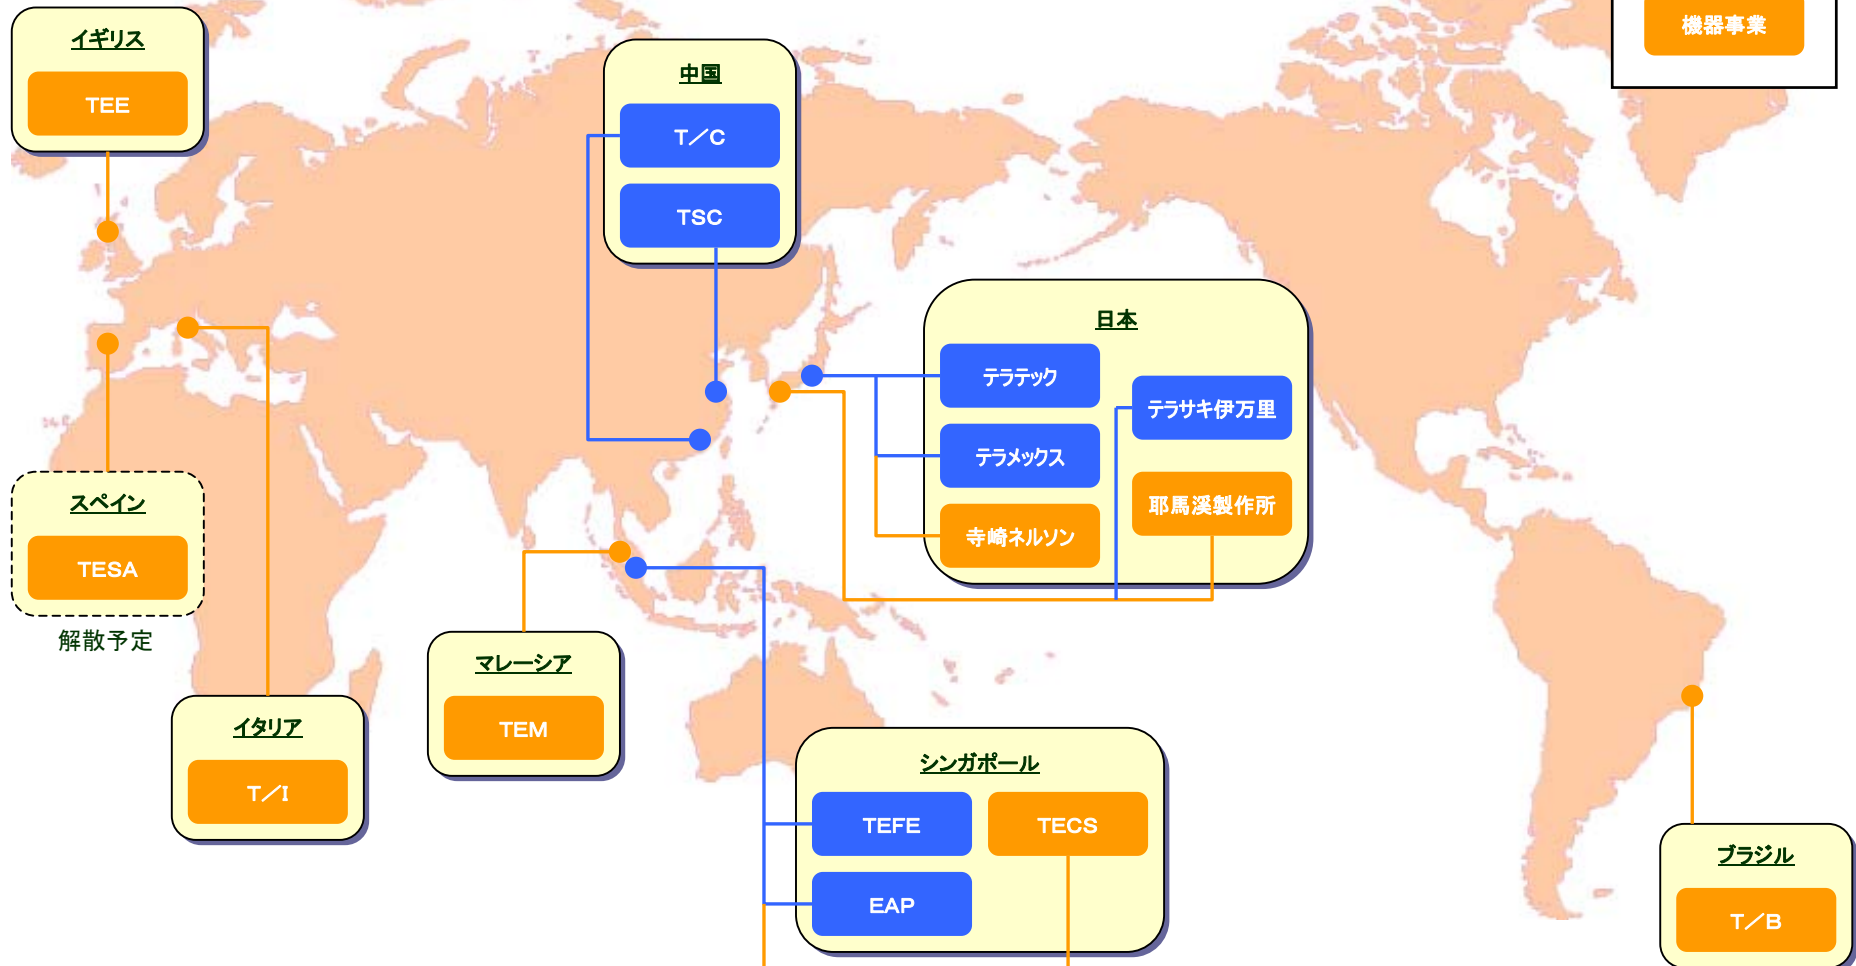 機器事業
イギリス
TEE
中国
T／C
TSC
日本
テラテック
テラサキ伊万里
テラメックス
耶馬溪製作所
寺崎ネルソン
スペイン
TESA
解散予定
マレーシア
TEM
イタリア
T／I
シンガポール
TEFE
TECS
EAP
ブラジル
T／B